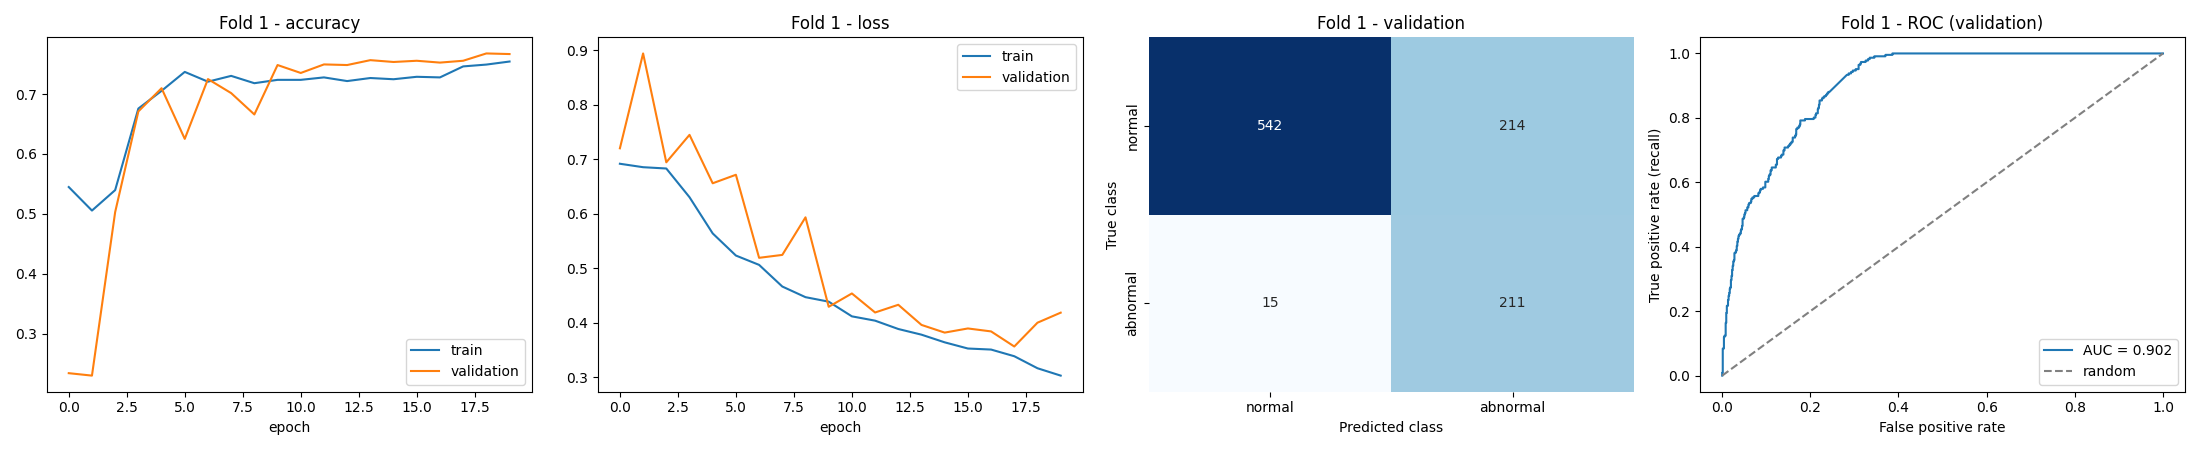 Fold 1 - accuracy
0.7
0.6
0.5
0.4
0.3
train
validation
0.0 2.5 5.0 7.5 10.0 12.5 15.0 17.5
epoch
Fold 1 - loss
0.9
0.8
0.7
0.6
0.5
0.4
0.3
train
validation
0.0 2.5 5.0 7.5 10.0 12.5 15.0 17.5
epoch
Fold 1 - validation
True class
normal
abnormal
542 214
15 211
normal abnormal
Predicted class
Fold 1 - ROC (validation)
True positive rate (recall)
1.0
0.8
0.6
0.4
0.2
0.0
AUC = 0.902
random
0.0 0.2 0.4 0.6 0.8 1.0
False positive rate